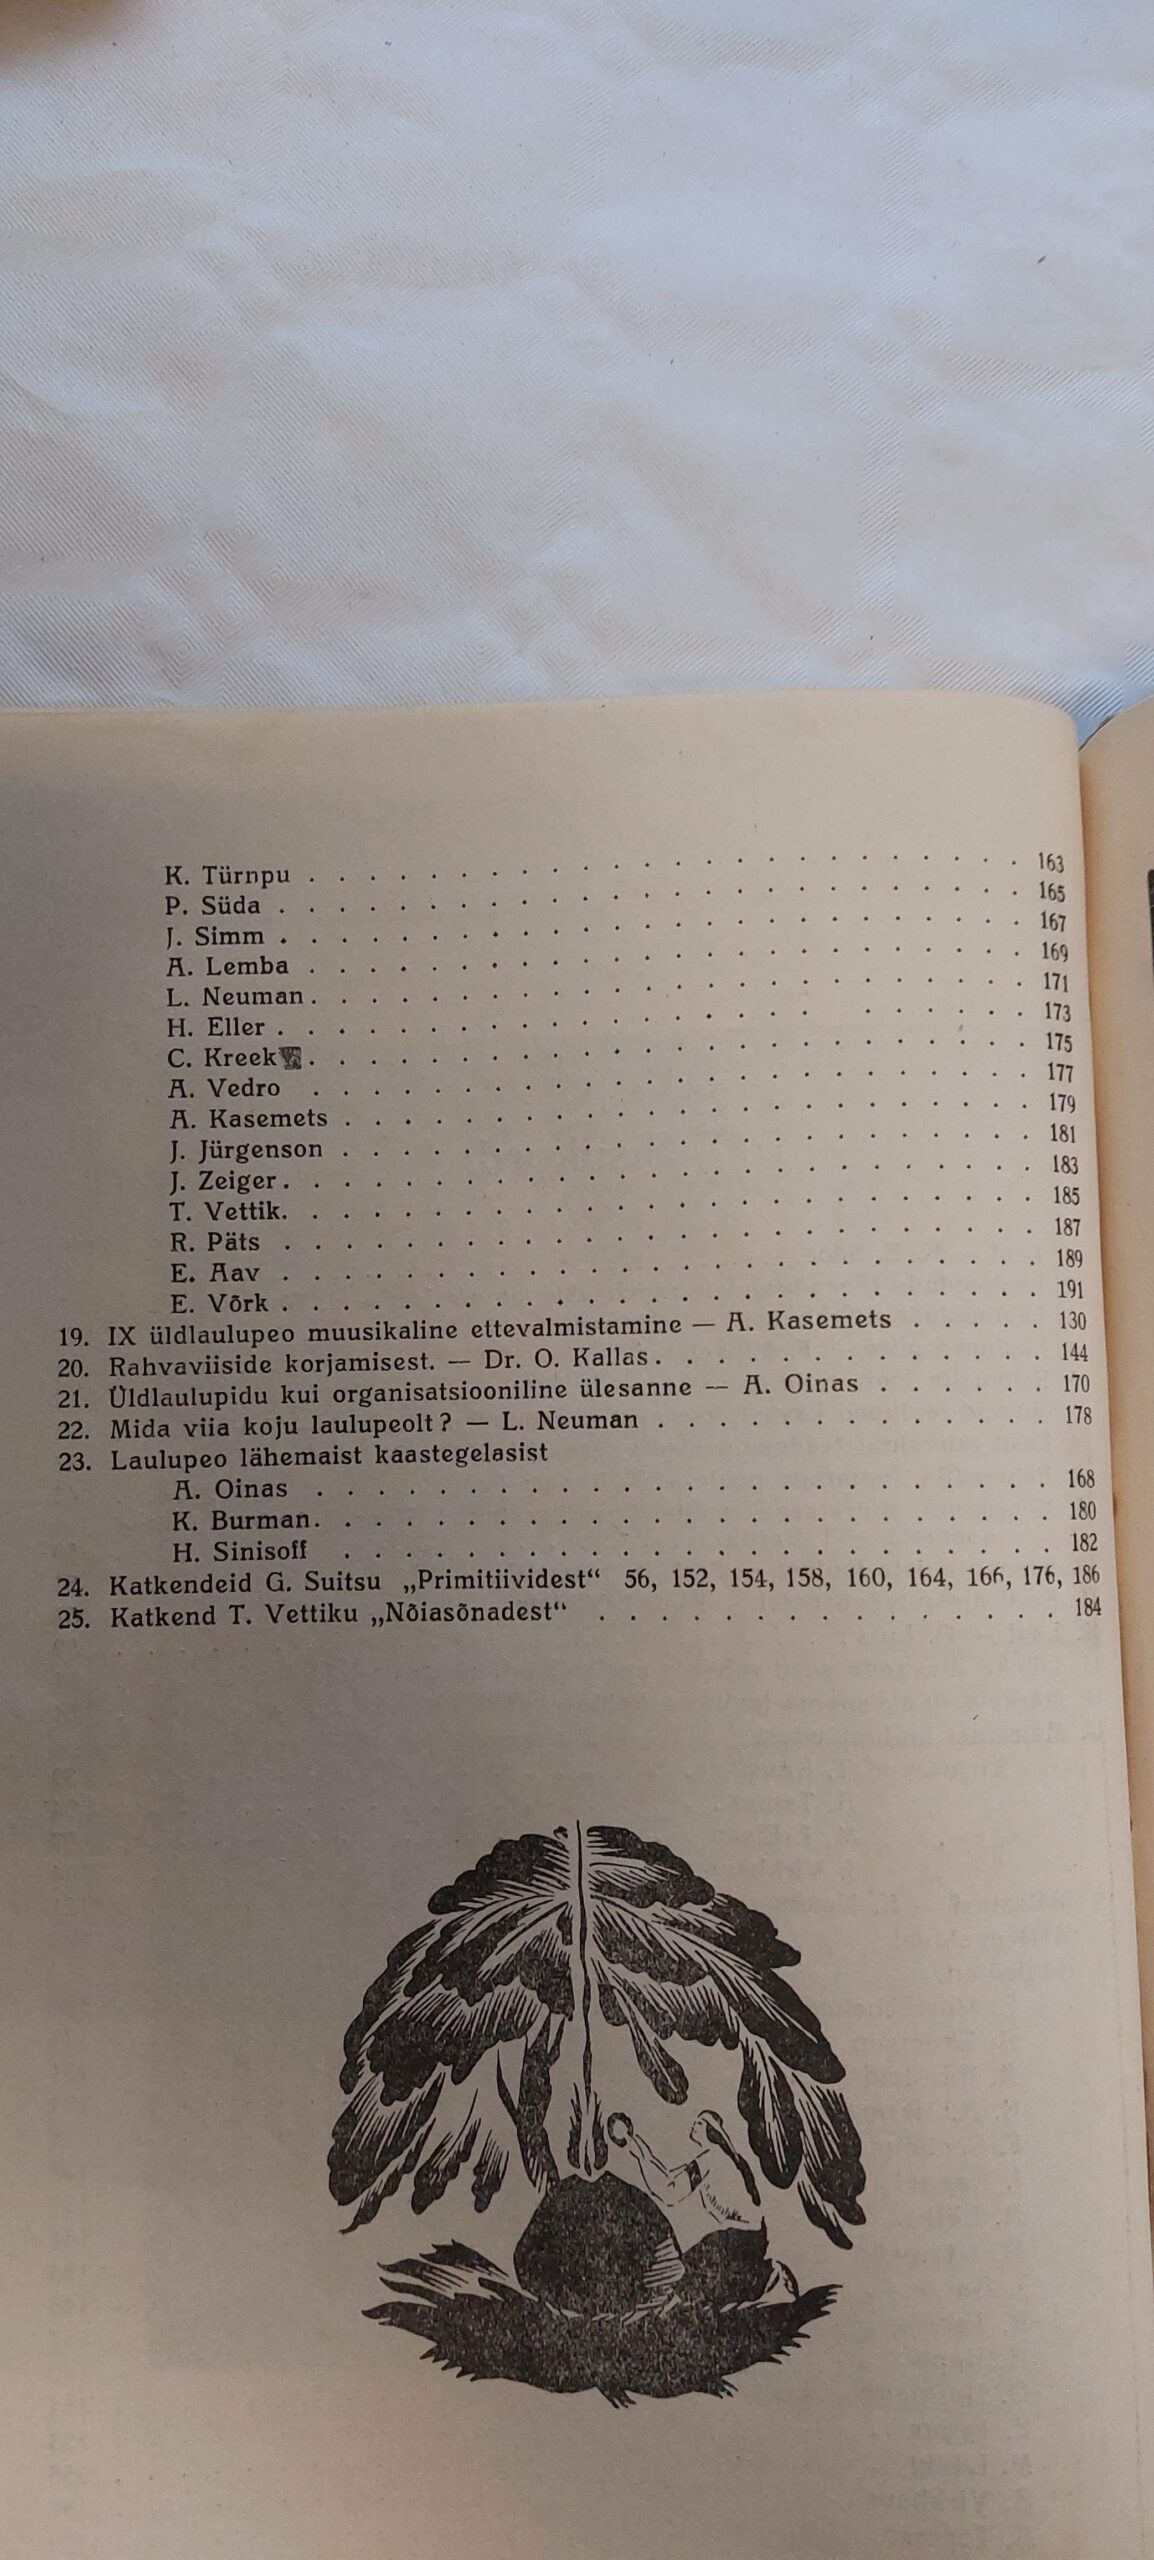 K. Türnpu . . . . . . . . . . . . . . . . . . . . . . . . 163
P. Süda . . . . . . . . . . . . . . . . . . . . . . . . . 165
J. Simm . . . . . . . . . . . . . . . . . . . . . . . . . 167
A. Lemba . . . . . . . . . . . . . . . . . . . . . . . . 169
L. Neuman . . . . . . . . . . . . . . . . . . . . . . . . 171
H. Eller . . . . . . . . . . . . . . . . . . . . . . . . 173
C. Kreek . . . . . . . . . . . . . . . . . . . . . . . . 175
A. Vedro . . . . . . . . . . . . . . . . . . . . . . . . 177
A. Kasemets . . . . . . . . . . . . . . . . . . . . . . . 179
J. Jürgenson . . . . . . . . . . . . . . . . . . . . . . . 181
J. Zeiger . . . . . . . . . . . . . . . . . . . . . . . . 183
T. Vettik . . . . . . . . . . . . . . . . . . . . . . . . 185
R. Päts . . . . . . . . . . . . . . . . . . . . . . . . . 187
E. Aav . . . . . . . . . . . . . . . . . . . . . . . . . 189
E. Võrk . . . . . . . . . . . . . . . . . . . . . . . . . 191
19. IX üldlaulupeo muusikaline ettevalmistamine — A. Kasemets . . . . . 130
20. Rahvaviiside korjamisest. — Dr. O. Kallas . . . . . . . . . . . . . 144
21. Üldlaulupidu kui organisatsiooniline ülesanne — A. Oinas . . . . . . 170
22. Mida viia koju laulupeolt? — L. Neuman . . . . . . . . . . . . . 178
23. Laulupeo lähemaist kaastegelasist
A. Oinas . . . . . . . . . . . . . . . . . . . . . . . . 168
K. Burman . . . . . . . . . . . . . . . . . . . . . . . . 180
H. Sinisoff . . . . . . . . . . . . . . . . . . . . . . . 182
24. Katkendeid G. Suitsu „Primitiividest“ 56, 152, 154, 158, 160, 164, 166, 176, 186
25. Katkend T. Vettiku „Nõiasõnadest“ . . . . . . . . . . . . . . . 184